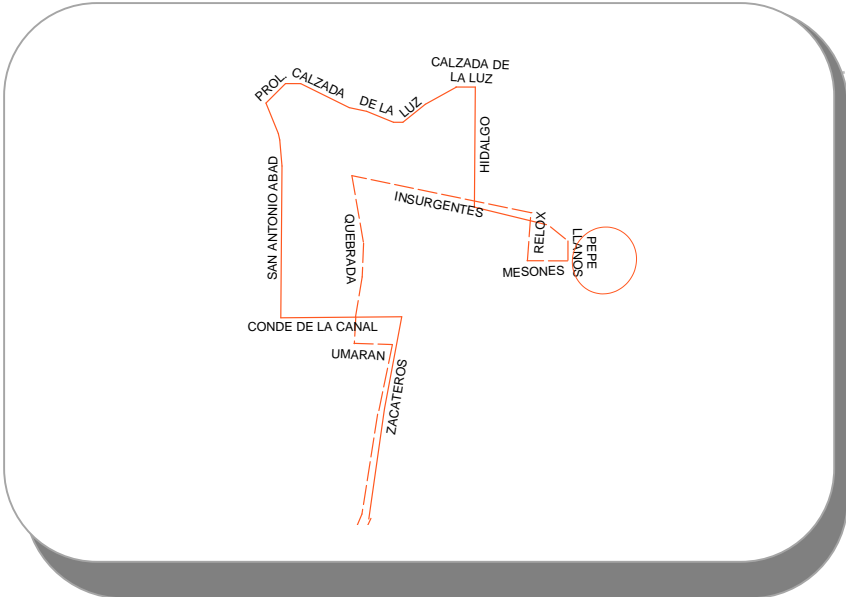 CALZADA DE
LA LUZ
PROL. CALZADA DE LA LUZ
HIDALGO
SAN ANTONIO ABAD
INSURGENTES
QUEBRADA
RELOX
PEPE
LLANOS
MESONES
CONDE DE LA CANAL
UMARAN
ZACATEROS